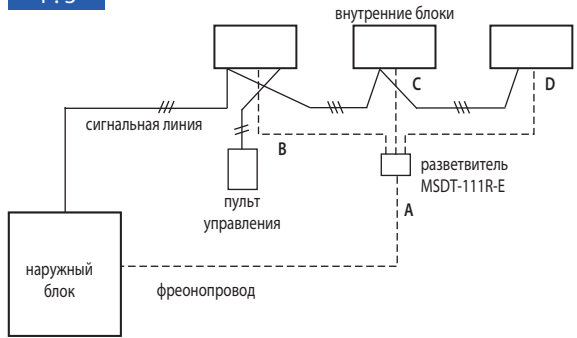 внутренние блоки
C
D
сигнальная линия
B
разветвитель
MSDT-111R-E
пульт
управления
A
наружный
блок
фреонопровод